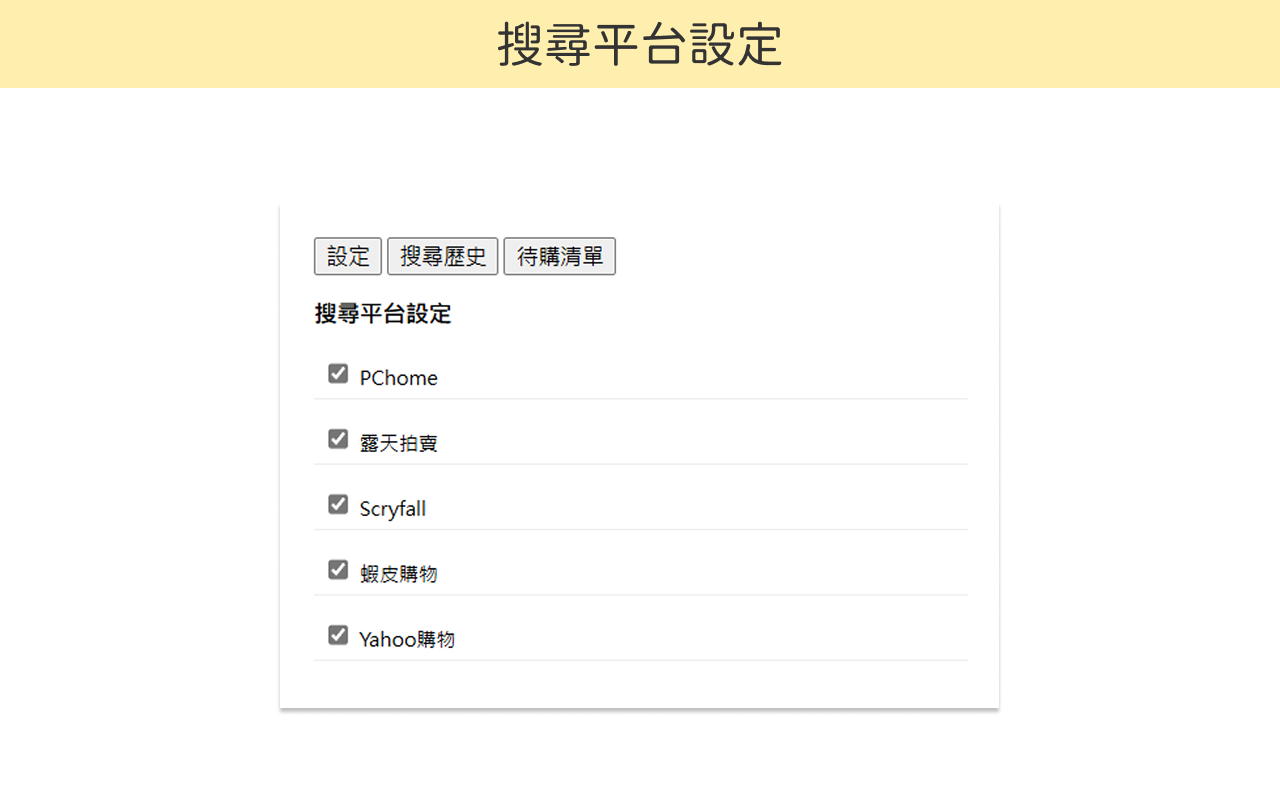 搜尋平台設定
設定 搜尋歷史 待購清單
搜尋平台設定
PChome
露天拍賣
Scryfall
蝦皮購物
Yahoo購物